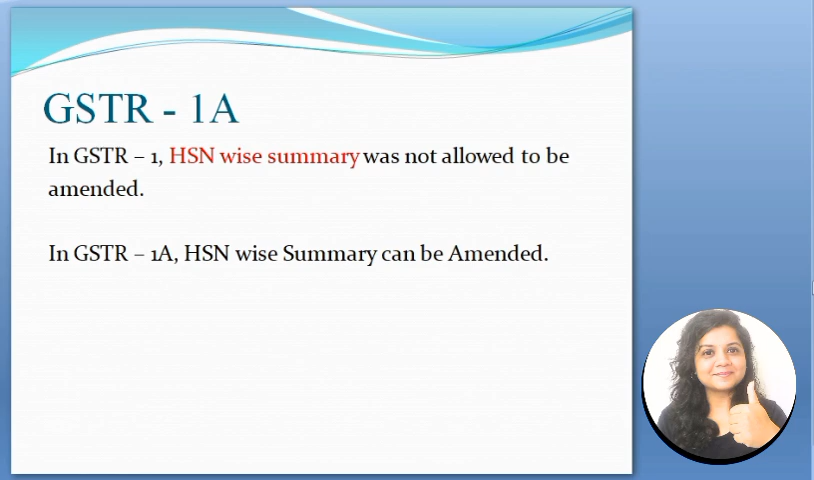 GSTR - 1A
In GSTR – 1, HSN wise summary was not allowed to be
amended.
In GSTR – 1A, HSN wise Summary can be Amended.